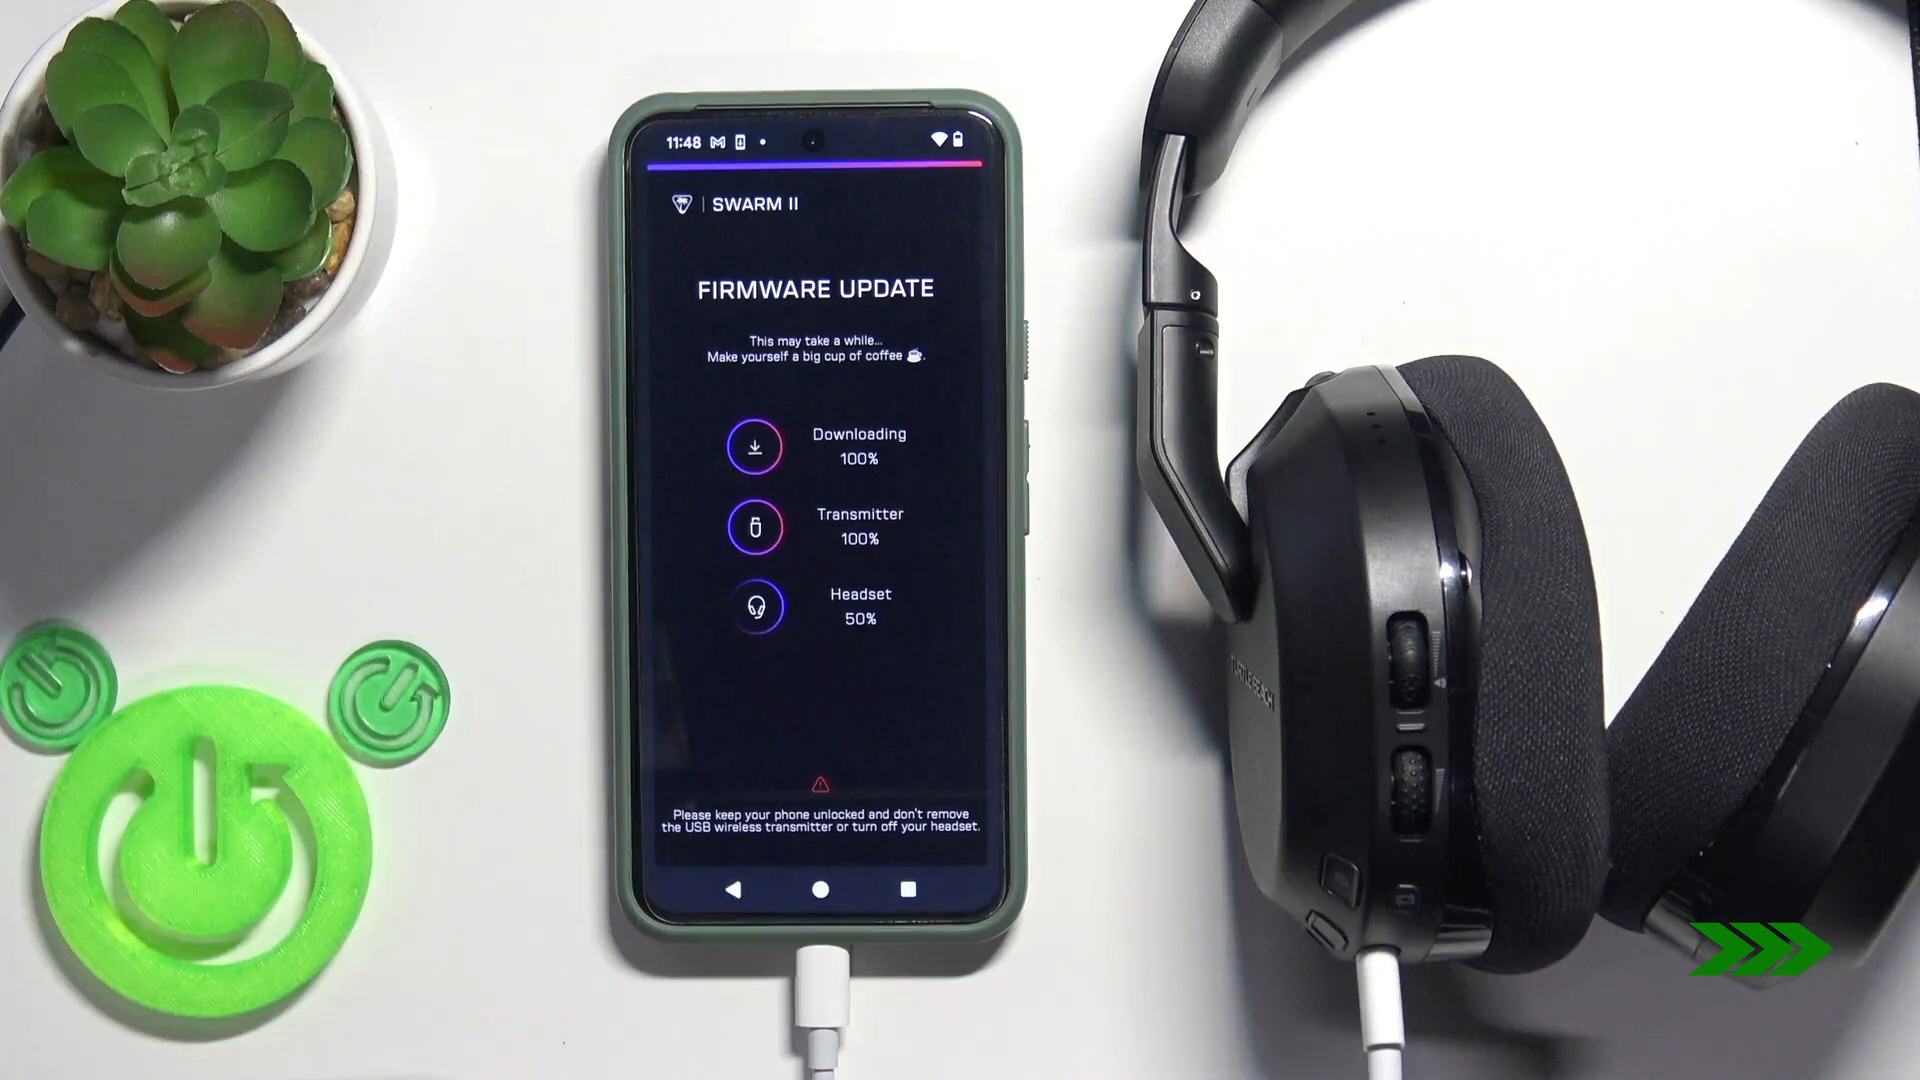 11:48
SWARM II
FIRMWARE UPDATE
This may take a while...
Make yourself a big cup of coffee ☕.
Downloading
100%
Transmitter
100%
Headset
50%
Please keep your phone unlocked and don't remove
the USB wireless transmitter or turn off your headset.
TURTLE BEACH